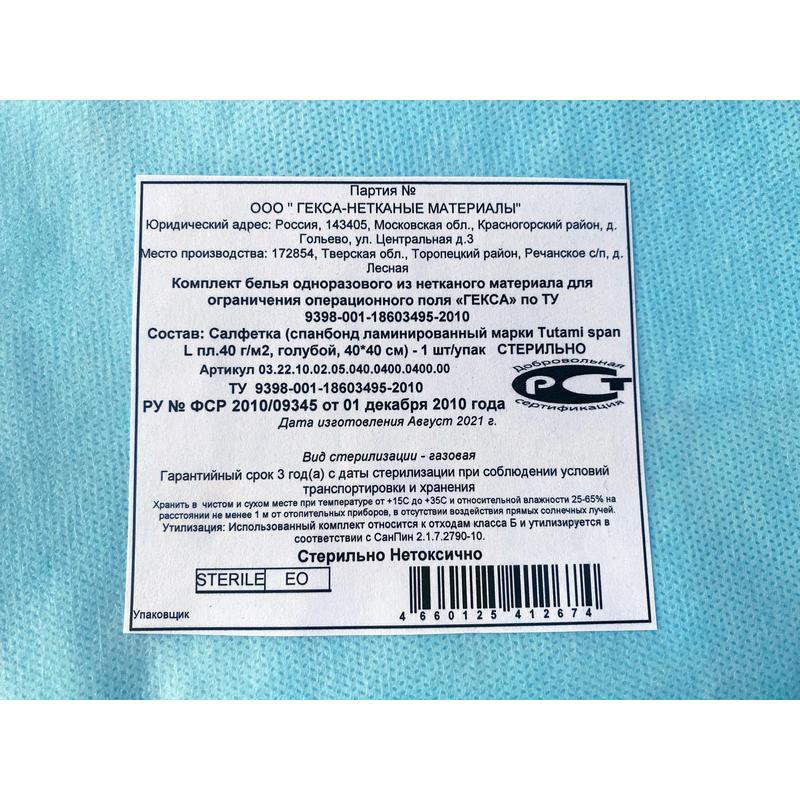 Партия №
ООО " ГЕКСА-НЕТКАНЫЕ МАТЕРИАЛЫ"
Юридический адрес: Россия, 143405, Московская обл., Красногорский район, д.
Гольево, ул. Центральная д.3
Место производства: 172854, Тверская обл., Торопецкий район, Речанское с/п, д.
Лесная
Комплект белья одноразового из нетканого материала для
ограничения операционного поля «ГЕКСА» по ТУ
9398-001-18603495-2010
Состав: Салфетка (спанбонд ламинированный марки Tutami span
L пл.40 г/м2, голубой, 40*40 см) - 1 шт/упак СТЕРИЛЬНО
Артикул 03.22.10.02.05.040.0400.0400.00
ТУ 9398-001-18603495-2010
РУ № ФСР 2010/09345 от 01 декабря 2010 года
Дата изготовления Август 2021 г.
Добровольная
РСТ
сертификация
Вид стерилизации - газовая
Гарантийный срок 3 год(а) с даты стерилизации при соблюдении условий
транспортировки и хранения
Хранить в чистом и сухом месте при температуре от +15С до +35С и относительной влажности 25-65% на
расстоянии не менее 1 м от отопительных приборов, в отсутствии воздействия прямых солнечных лучей.
Утилизация: Использованный комплект относится к отходам класса Б и утилизируется в
соответствии с СанПин 2.1.7.2790-10.
Стерильно Нетоксично
STERILE EO
4 660125 412674
Упаковщик